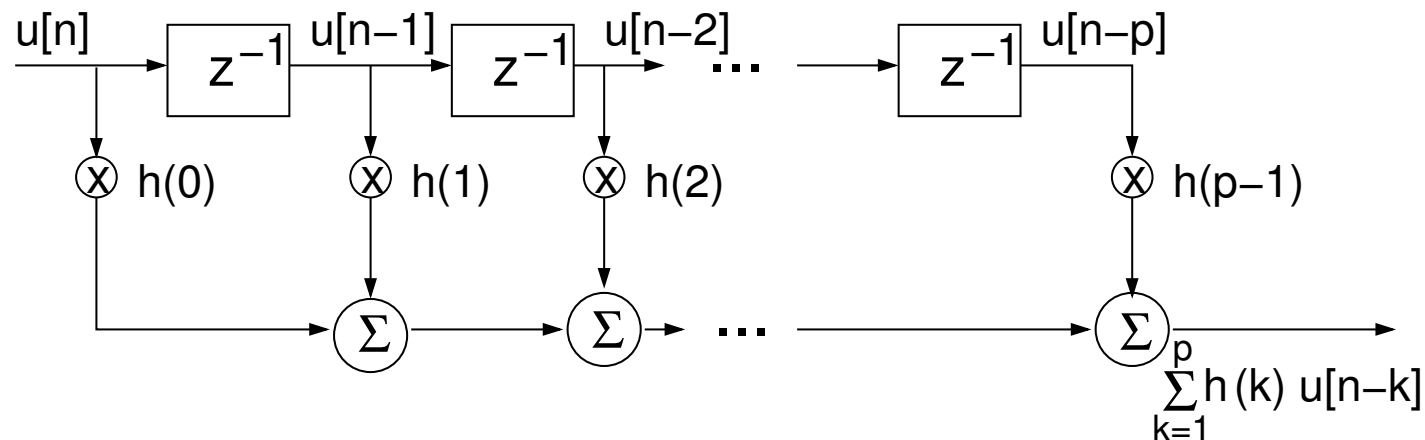 u[n] z⁻¹ u[n−1] z⁻¹ u[n−2] ... z⁻¹ u[n−p]
x h(0) x h(1) x h(2) x h(p−1)
Σ Σ ... Σ
p
Σ h(k) u[n−k]
k=1